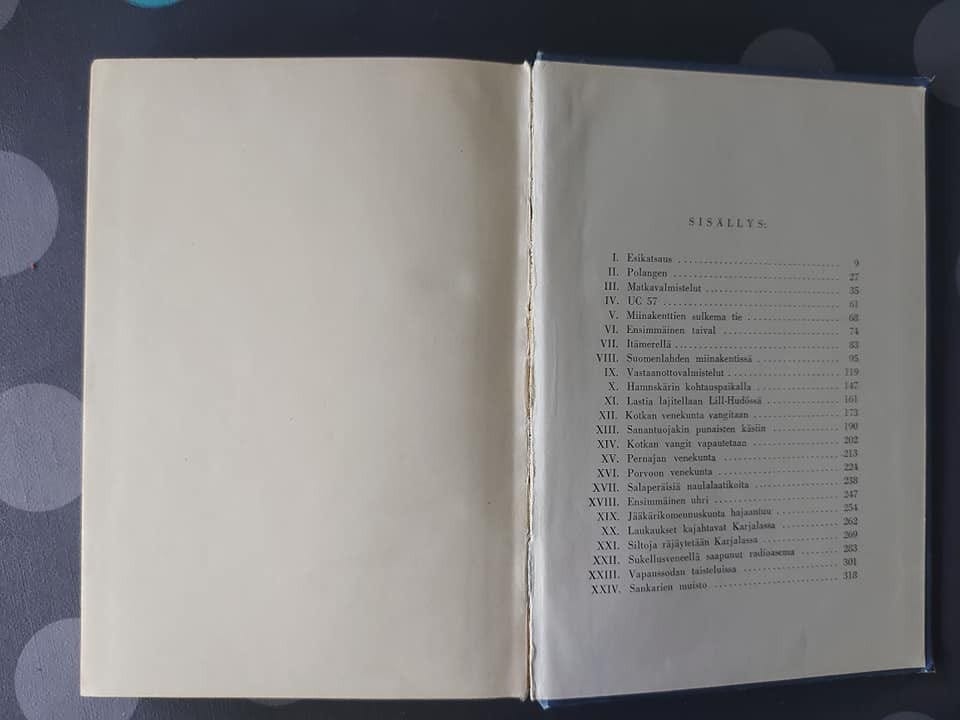 SISÄLLYS:
I. Esikatsaus 9
II. Polangen 27
III. Matkavalmistelut 35
IV. UC 57 61
V. Miinakenttien sulkema tie 68
VI. Ensimmäinen taival 74
VII. Itämerellä 83
VIII. Suomenlahden miinakentissä 95
IX. Vastaanottovalmistelut 119
X. Hamnskärin kohtauspaikalla 147
XI. Lastia lajitellaan Lill-Hudössä 161
XII. Kotkan venekunta vangitaan 173
XIII. Sanantuojakin punaisten käsiin 190
XIV. Kotkan vangit vapautetaan 202
XV. Pernajan venekunta 213
XVI. Porvoon venekunta 224
XVII. Salaperäisiä naulalaatikoita 238
XVIII. Ensimmäinen uhri 247
XIX. Jääkärikomennuskunta hajaantuu 254
XX. Laukaukset kajahtavat Karjalassa 262
XXI. Siltoja räjäytetään Karjalassa 269
XXII. Sukellusveneellä saapunut radioasema 283
XXIII. Vapaussodan taisteluissa 301
XXIV. Sankarien muisto 318